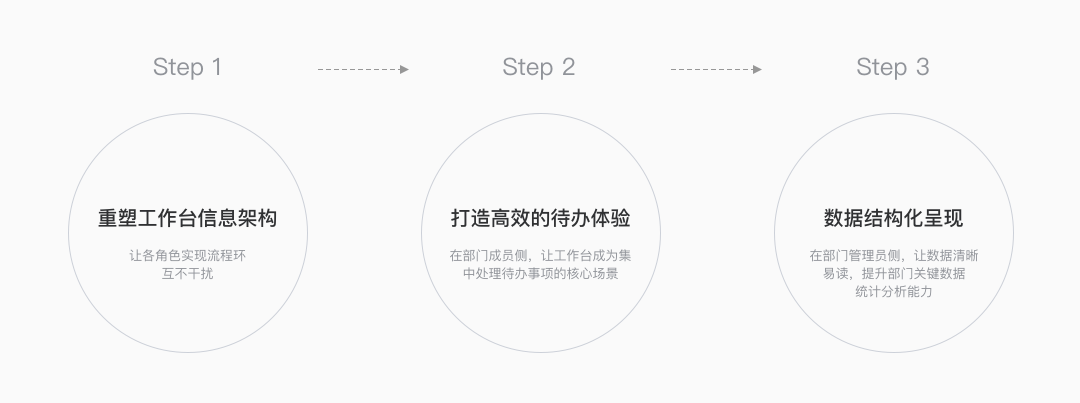 Step 1
Step 2
Step 3
重塑工作台信息架构
让各角色实现流程环
互不干扰
打造高效的待办体验
在部门成员侧，让工作台成为集
中处理待办事项的核心场景
数据结构化呈现
在部门管理员侧，让数据清晰
易读，提升部门关键数据
统计分析能力